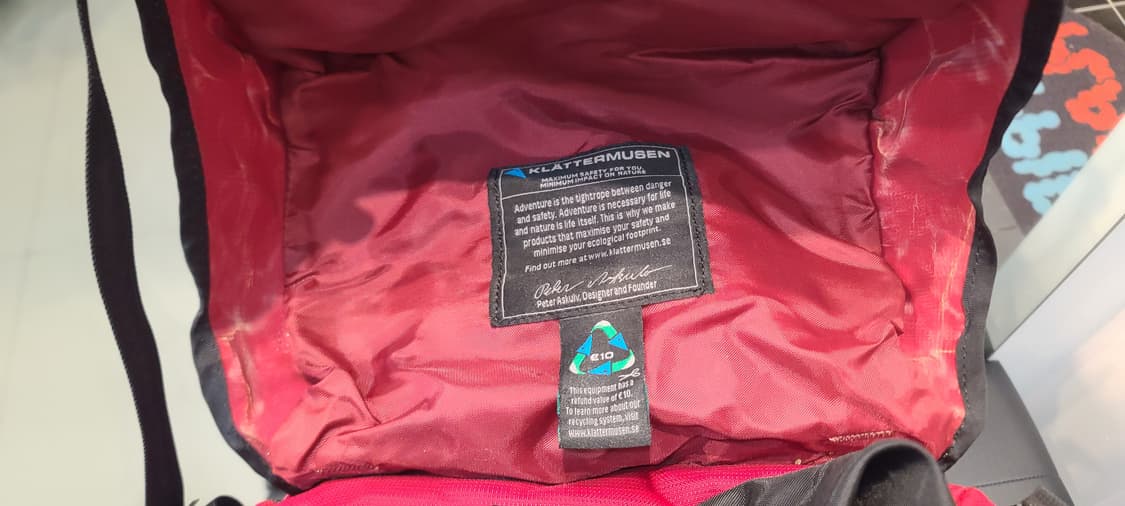 KLÄTTERMUSEN
MAXIMUM SAFETY FOR YOU.
MINIMUM IMPACT ON NATURE
Adventure is the tightrope between danger
and safety. Adventure is necessary for life
and nature is life itself. This is why we make
products that maximise your safety and
minimise your ecological footprint.
Find out more at www.klattermusen.se
Peter Askulv
Peter Askulv, Designer and Founder
€10
This equipment has a
refund value of €10.
To learn more about our
recycling system, visit
www.klattermusen.se